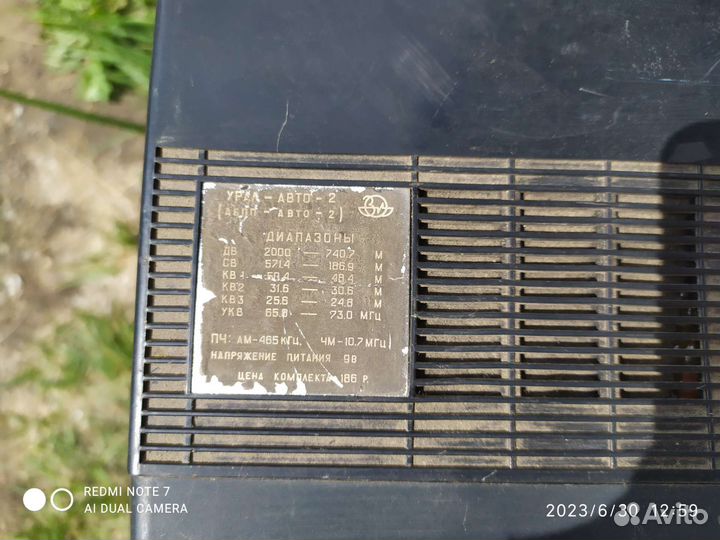 УРАЛ-АВТО-2
(АБЛП-АВТО-2)
ДИАПАЗОНЫ
ДВ 2000 — 740.7 М
СВ 571.4 — 186.9 М
КВ1 — 48.4 М
КВ2 31.6 — 30.6 М
КВ3 25.6 — 24.8 М
УКВ 65.8 — 73.0 МГЦ
ПЧ: АМ-465 КГЦ, ЧМ-10.7 МГЦ
НАПРЯЖЕНИЕ ПИТАНИЯ 9В
ЦЕНА КОМПЛЕКТА 186 Р.
REDMI NOTE 7
AI DUAL CAMERA
2023/6/30 12:59
Avito